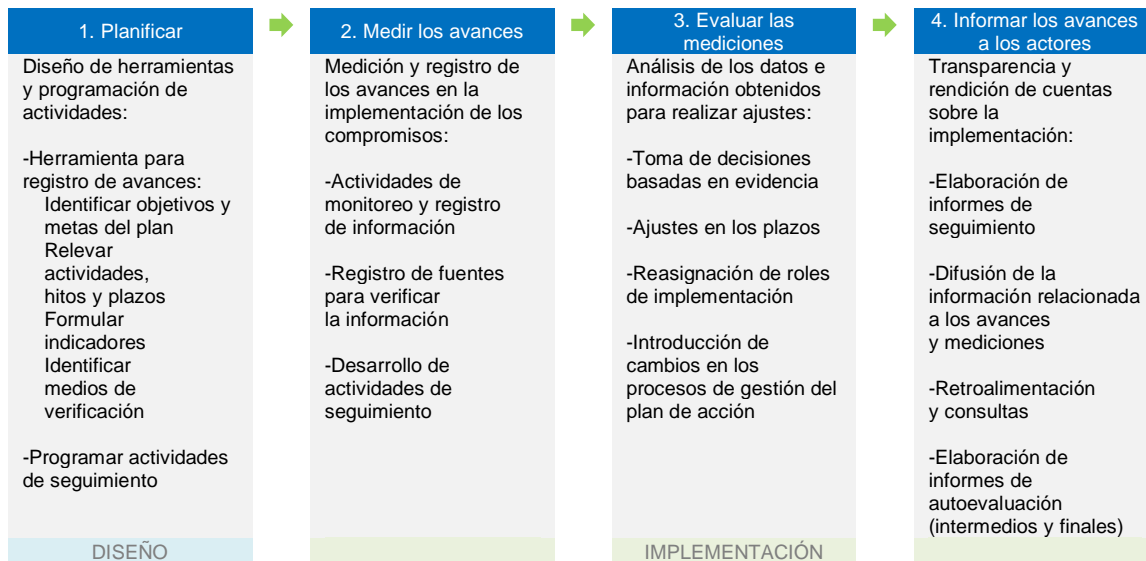 1. Planificar
Diseño de herramientas
y programación de
actividades:
-Herramienta para
registro de avances:
Identificar objetivos y
metas del plan
Relevar
actividades,
hitos y plazos
Formular
indicadores
Identificar
medios de
verificación
-Programar actividades
de seguimiento
DISEÑO
2. Medir los avances
Medición y registro de
los avances en la
implementación de los
compromisos:
-Actividades de
monitoreo y registro
de información
-Registro de fuentes
para verificar
la información
-Desarrollo de
actividades de
seguimiento
3. Evaluar las
mediciones
Análisis de los datos e
información obtenidos
para realizar ajustes:
-Toma de decisiones
basadas en evidencia
-Ajustes en los plazos
-Reasignación de roles
de implementación
-Introducción de
cambios en los
procesos de gestión del
plan de acción
IMPLEMENTACIÓN
4. Informar los avances
a los actores
Transparencia y
rendición de cuentas
sobre la
implementación:
-Elaboración de
informes de
seguimiento
-Difusión de la
información relacionada
a los avances
y mediciones
-Retroalimentación
y consultas
-Elaboración de
informes de
autoevaluación
(intermedios y finales)